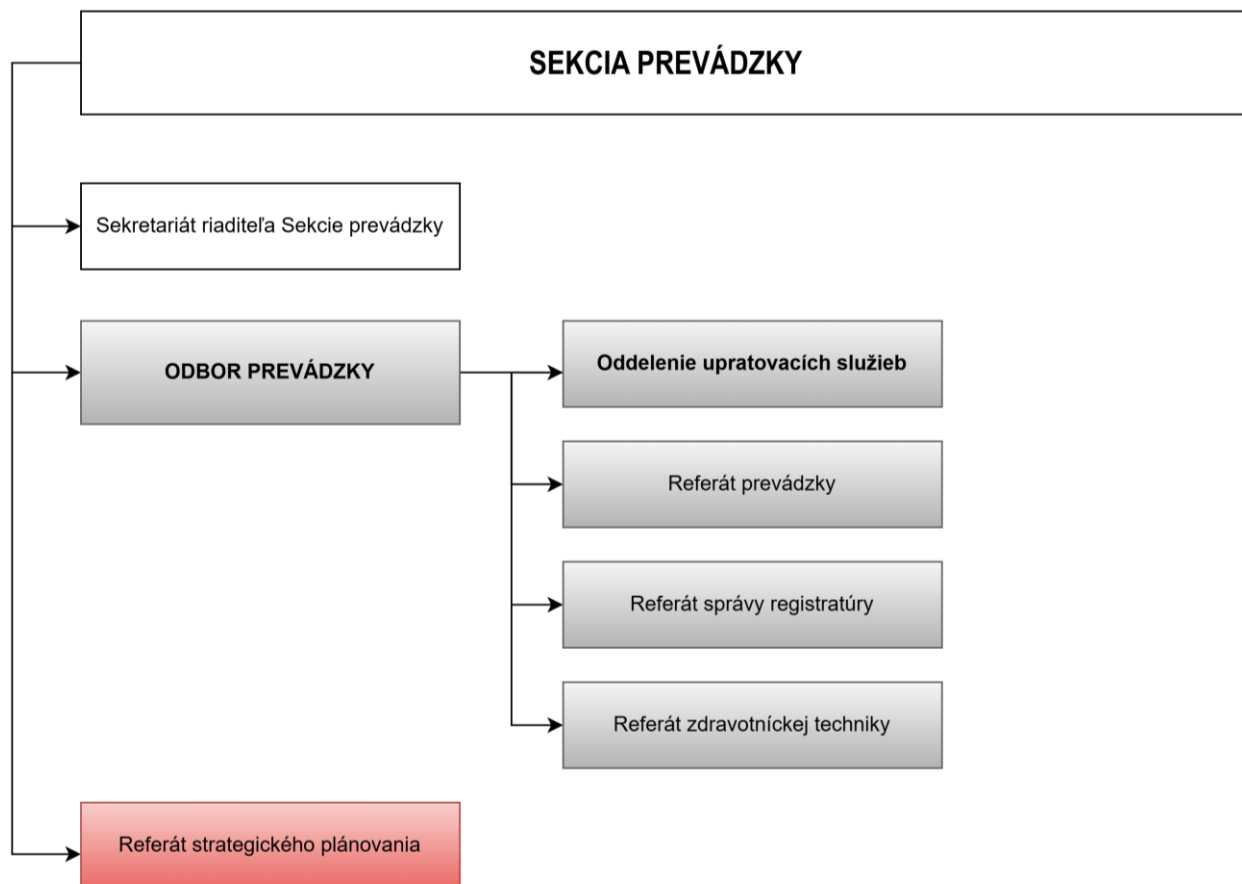 SEKCIA PREVÁDZKY
Sekretariát riaditeľa Sekcie prevádzky
ODBOR PREVÁDZKY
Oddelenie upratovacích služieb
Referát prevádzky
Referát správy registratúry
Referát zdravotníckej techniky
Referát strategického plánovania